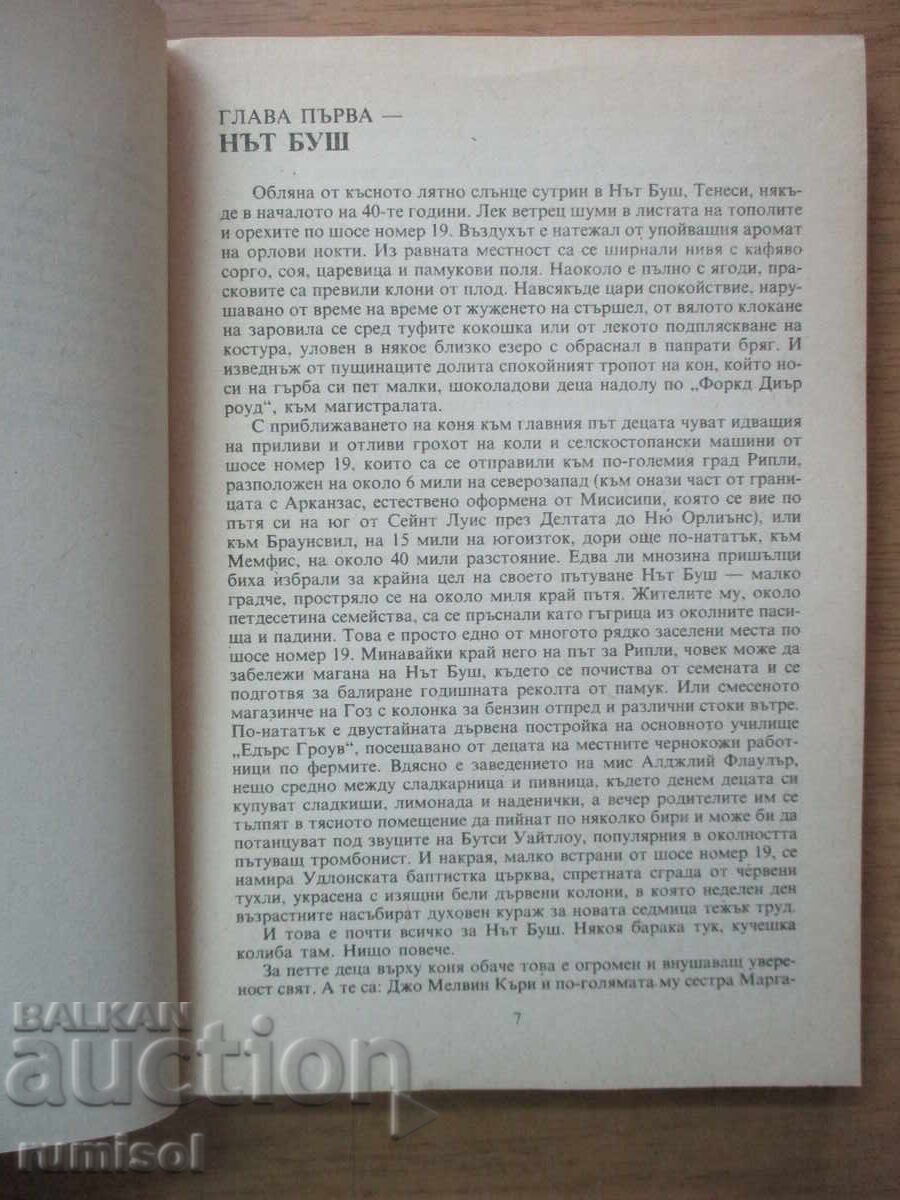 ГЛАВА ПЪРВА —
НЪТ БУШ
Обляна от късното лятно слънце сутрин в Нът Буш, Тенеси, някъ-
де в началото на 40-те години. Лек ветрец шуми в листата на тополите
и орехите по шосе номер 19. Въздухът е натежал от упойващия аромат
на орлови нокти. Из равната местност са се ширнали нивя с кафяво
сорго, соя, царевица и памукови поля. Наоколо е пълно с ягоди, пра-
сковите са превили клони от плод. Навсякъде цари спокойствие, нару-
шавано от време на време от жуженето на стършел, от вялото клокане
на заровила се сред туфите кокошка или от лекото подпляскване на
костура, уловен в някое близко езеро с обраснал в папрати бряг. И
изведнъж от пущинаците долита спокойният тропот на кон, който но-
си на гърба си пет малки, шоколадови деца надолу по „Форкд Диър
роуд“, към магистралата.
С приближаването на коня към главния път децата чуват идващия
на приливи и отливи грохот на коли и селскостопански машини от
шосе номер 19, които са се отправили към по-големия град Рипли,
разположен на около 6 мили на северозапад (към онази част от грани-
цата с Арканзас, естествено оформена от Мисисипи, която се вие по
пътя си на юг от Сейнт Луис през Делтата до Ню Орлиънс), или
към Браунсвил, на 15 мили на югоизток, дори още по-нататък, към
Мемфис, на около 40 мили разстояние. Едва ли мнозина пришълци
биха избрали за крайна цел на своето пътуване Нът Буш — малко
градче, простряло се на около миля край пътя. Жителите му, около
петдесетина семейства, са се пръснали като гъгрица из околните паси-
ща и падини. Това е просто едно от многото рядко заселени места по
шосе номер 19. Минавайки край него на път за Рипли, човек може да
забележи магана на Нът Буш, където се почиства от семената и се
подготвя за балиране годишната реколта от памук. Или смесеното
магазинче на Гоз с колонка за бензин отпред и различни стоки вътре.
По-нататък е двустайната дървена постройка на основното училище
„Едърс Гроув“, посещавано от децата на местните чернокожи работ-
ници по фермите. Вдясно е заведението на мис Алджлий Флаулър,
нещо средно между сладкарница и пивница, където денем децата си
купуват сладкиши, лимонада и наденички, а вечер родителите им се
тълпят в тясното помещение да пийнат по няколко бири и може би да
потанцуват под звуците на Бутси Уайтлоу, популярния в околността
пътуващ тромбонист. И накрая, малко встрани от шосе номер 19, се
намира Удлонската баптистка църква, спретната сграда от червени
тухли, украсена с изящни бели дървени колони, в която неделен ден
възрастните насъбират духовен кураж за новата седмица тежък труд.
И това е почти всичко за Нът Буш. Някоя барака тук, кучешка
колиба там. Нищо повече.
За петте деца върху коня обаче това е огромен и внушаващ увере-
ност свят. А те са: Джо Мелвин Къри и по-голямата му сестра Марга-
7
BALKAN
auction
rumisol